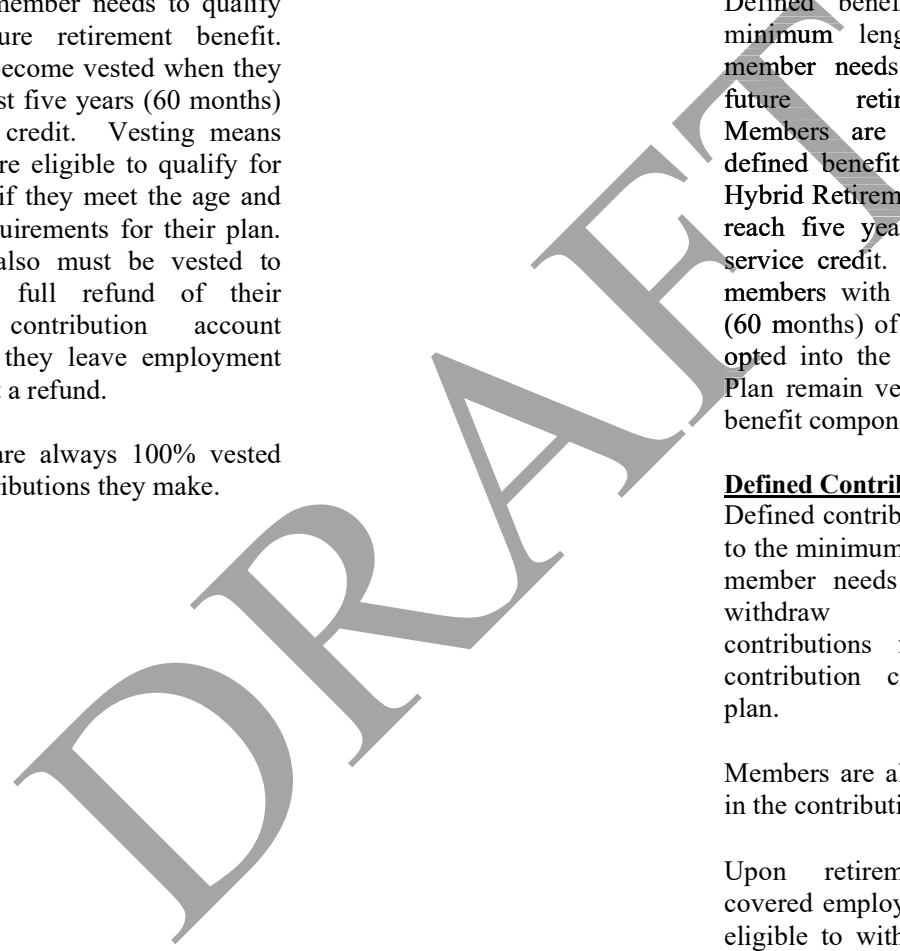 member needs to qualify
ure retirement benefit.
ecome vested when they
st five years (60 months)
credit. Vesting means
re eligible to qualify for
if they meet the age and
uirements for their plan.
also must be vested to
full refund of their
contribution account
they leave employment
t a refund.
are always 100% vested
ributions they make.
Defined benef
minimum leng
member needs
future retir
Members are
defined benefit
Hybrid Retirem
reach five yea
service credit.
members with
(60 months) of
opted into the
Plan remain ve
benefit compon
Defined Contrib
Defined contrib
to the minimum
member needs
withdraw
contributions
contribution c
plan.
Members are al
in the contributi
Upon retirem
covered employ
eligible to with
DRAFT